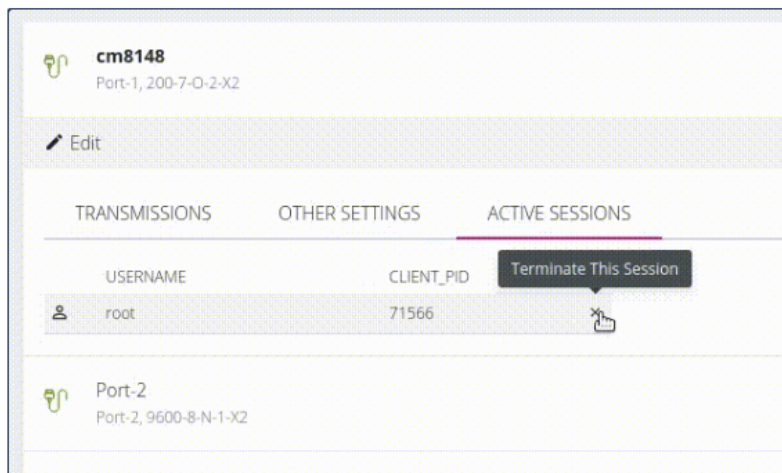 cm8148
Port-1, 200-7-O-2-X2
Edit
TRANSMISSIONS OTHER SETTINGS ACTIVE SESSIONS
Terminate This Session
USERNAME CLIENT_PID
root 71566
Port-2
Port-2, 9600-8-N-1-X2